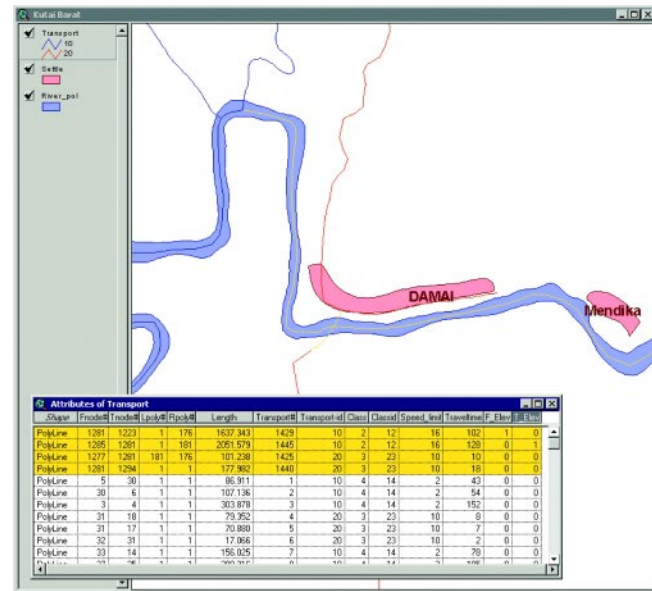 Kutai Barat
Transport
10
20
Settle
River_pol
DAMAI
Mendika
Attributes of Transport
Shape Fnode# Tnode# Lpoly# Rpoly# Length Transport# Transport-id Class Classid Speed_limit Traveltime F_Elev T_Elev
PolyLine 1281 1223 1 176 1637.343 1429 10 2 12 16 102 1 0
PolyLine 1285 1281 1 181 2051.579 1445 10 2 12 16 128 0 1
PolyLine 1277 1281 181 176 101.238 1425 20 3 23 10 10 0 0
PolyLine 1281 1294 1 1 177.982 1440 20 3 23 10 18 0 0
PolyLine 5 30 1 1 86.911 1 10 4 14 2 43 0 0
PolyLine 30 6 1 1 107.136 2 10 4 14 2 54 0 0
PolyLine 3 4 1 1 303.878 3 10 4 14 2 152 0 0
PolyLine 31 18 1 1 79.352 4 20 3 23 10 8 0 0
PolyLine 31 17 1 1 70.880 5 20 3 23 10 7 0 0
PolyLine 32 31 1 1 17.066 6 20 3 23 10 2 0 0
PolyLine 33 14 1 1 156.025 7 10 4 14 2 78 0 0